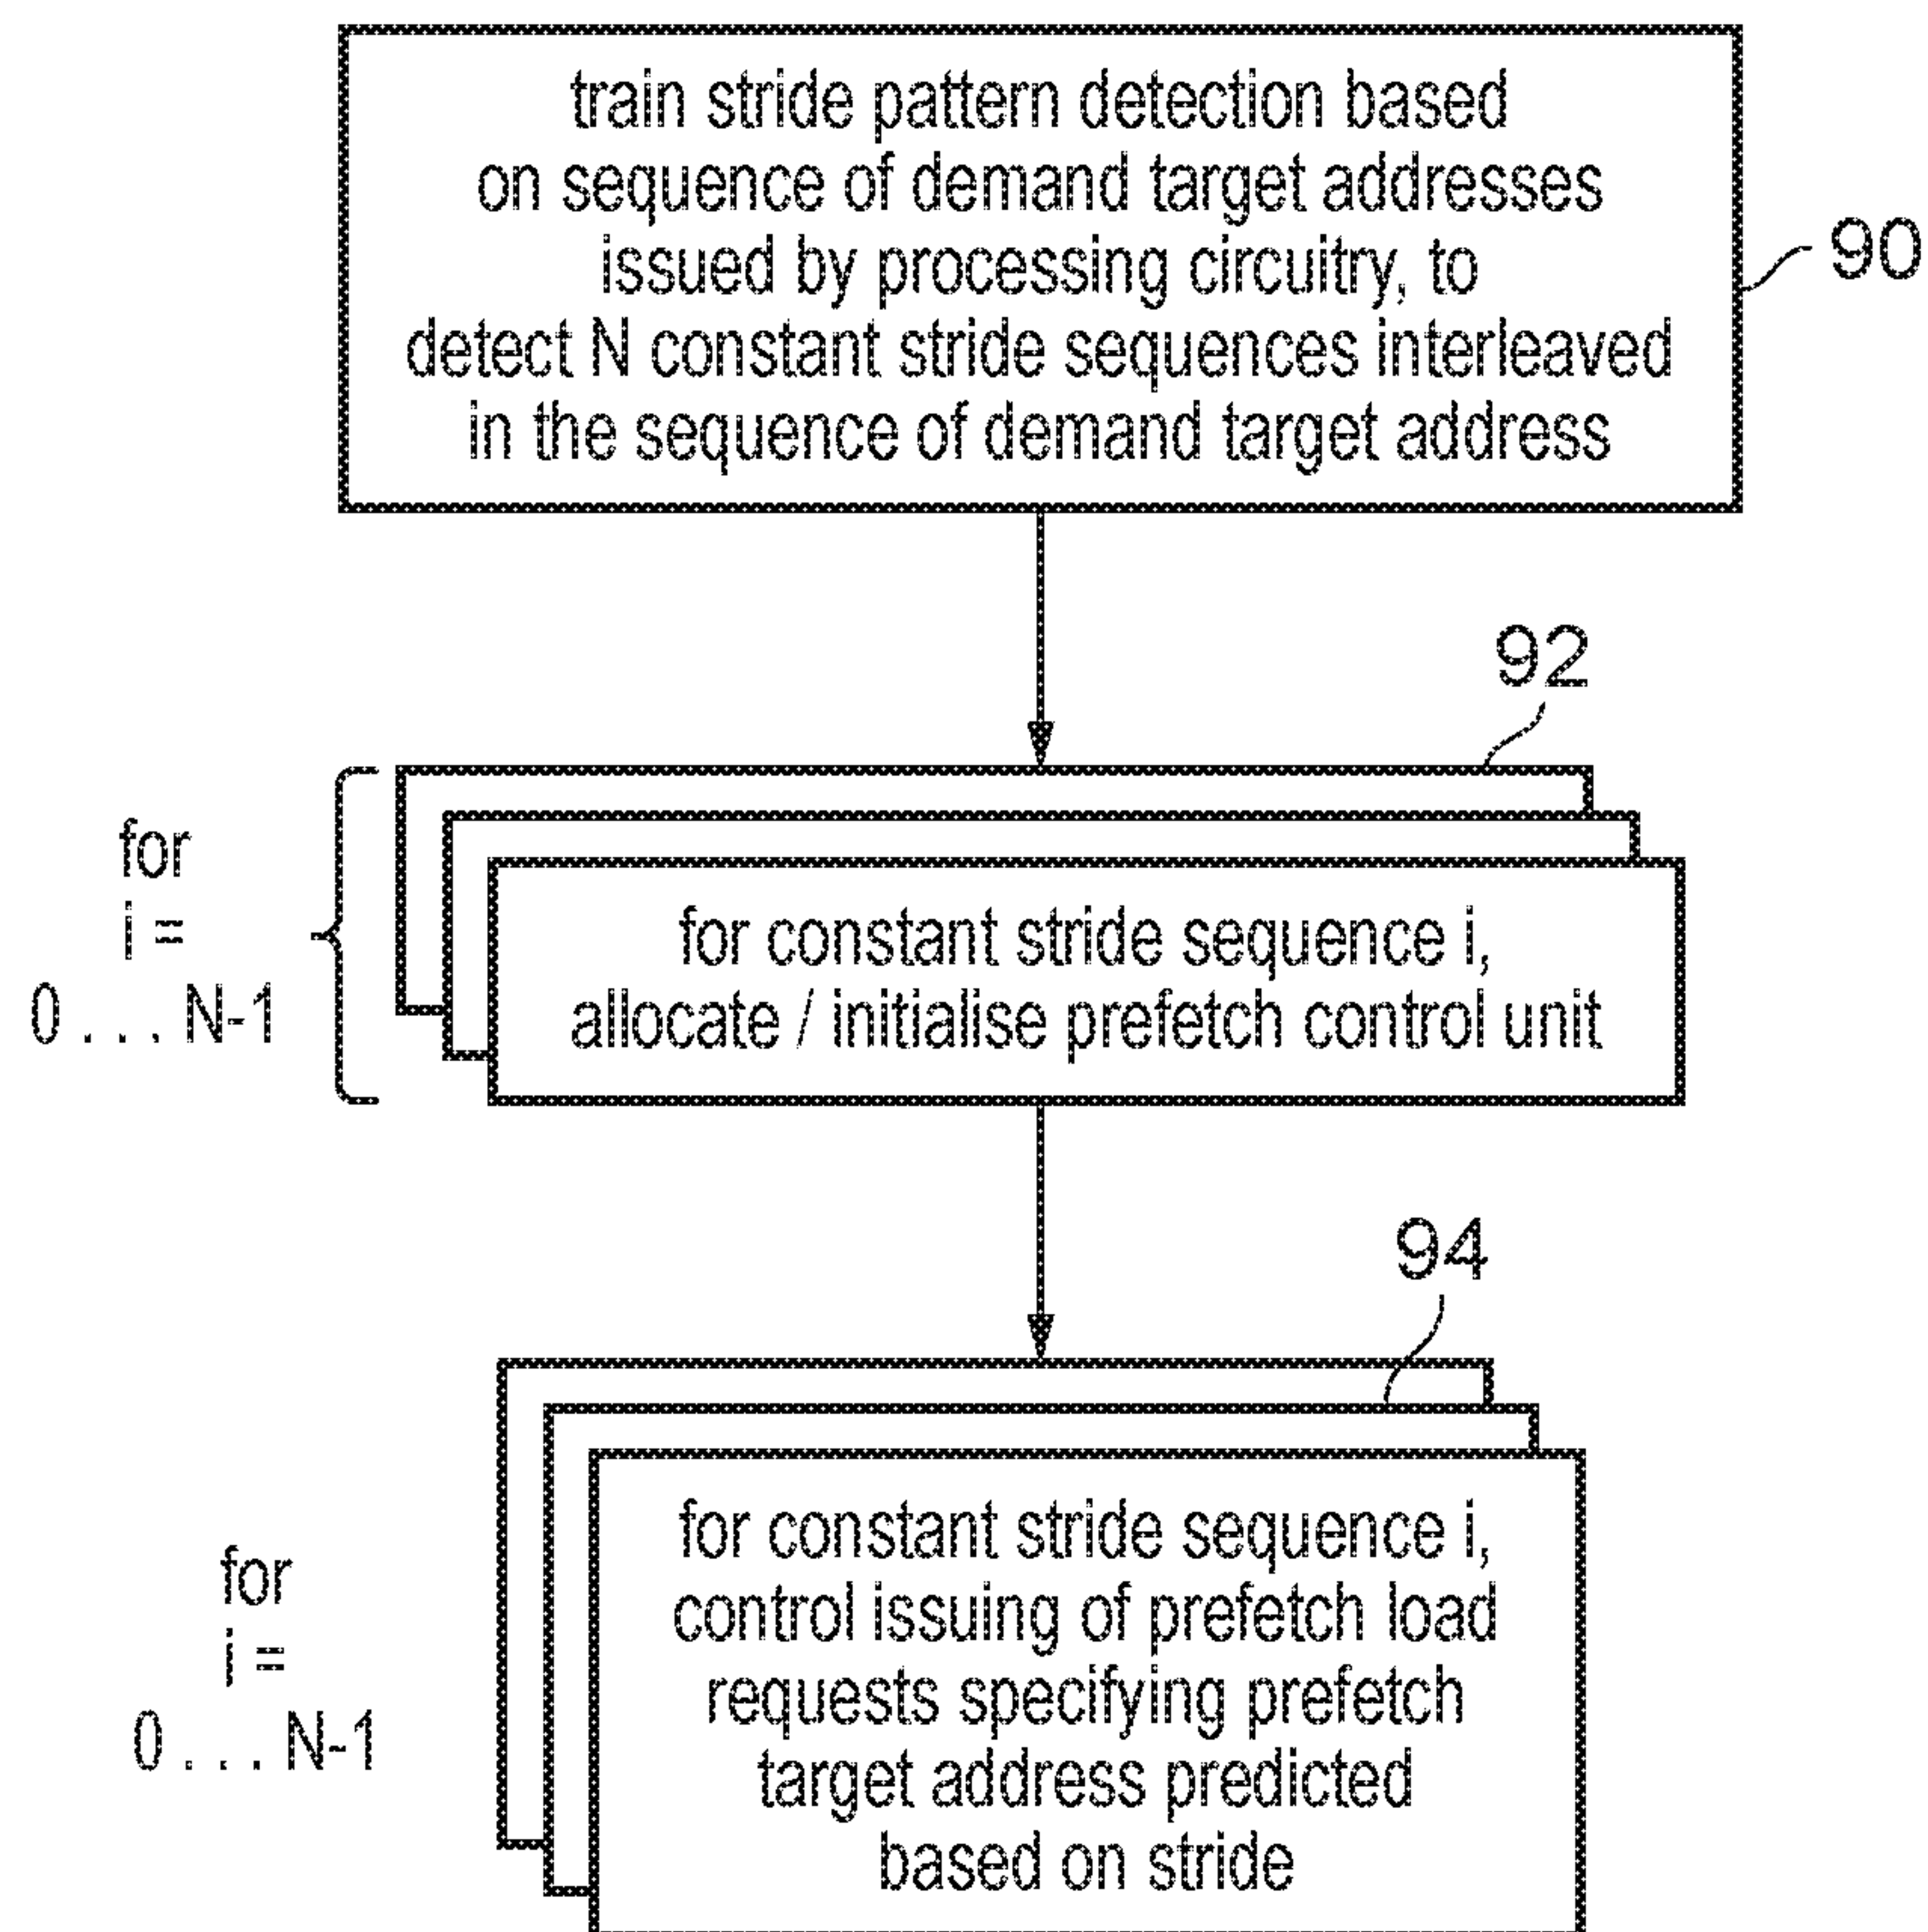 train stride pattern detection based
on sequence of demand target addresses
issued by processing circuitry, to
detect N constant stride sequences interleaved
in the sequence of demand target address
90
92
for
i =
0 . . . N-1
for constant stride sequence i,
allocate / initialise prefetch control unit
94
for
i =
0 . . . N-1
for constant stride sequence i,
control issuing of prefetch load
requests specifying prefetch
target address predicted
based on stride